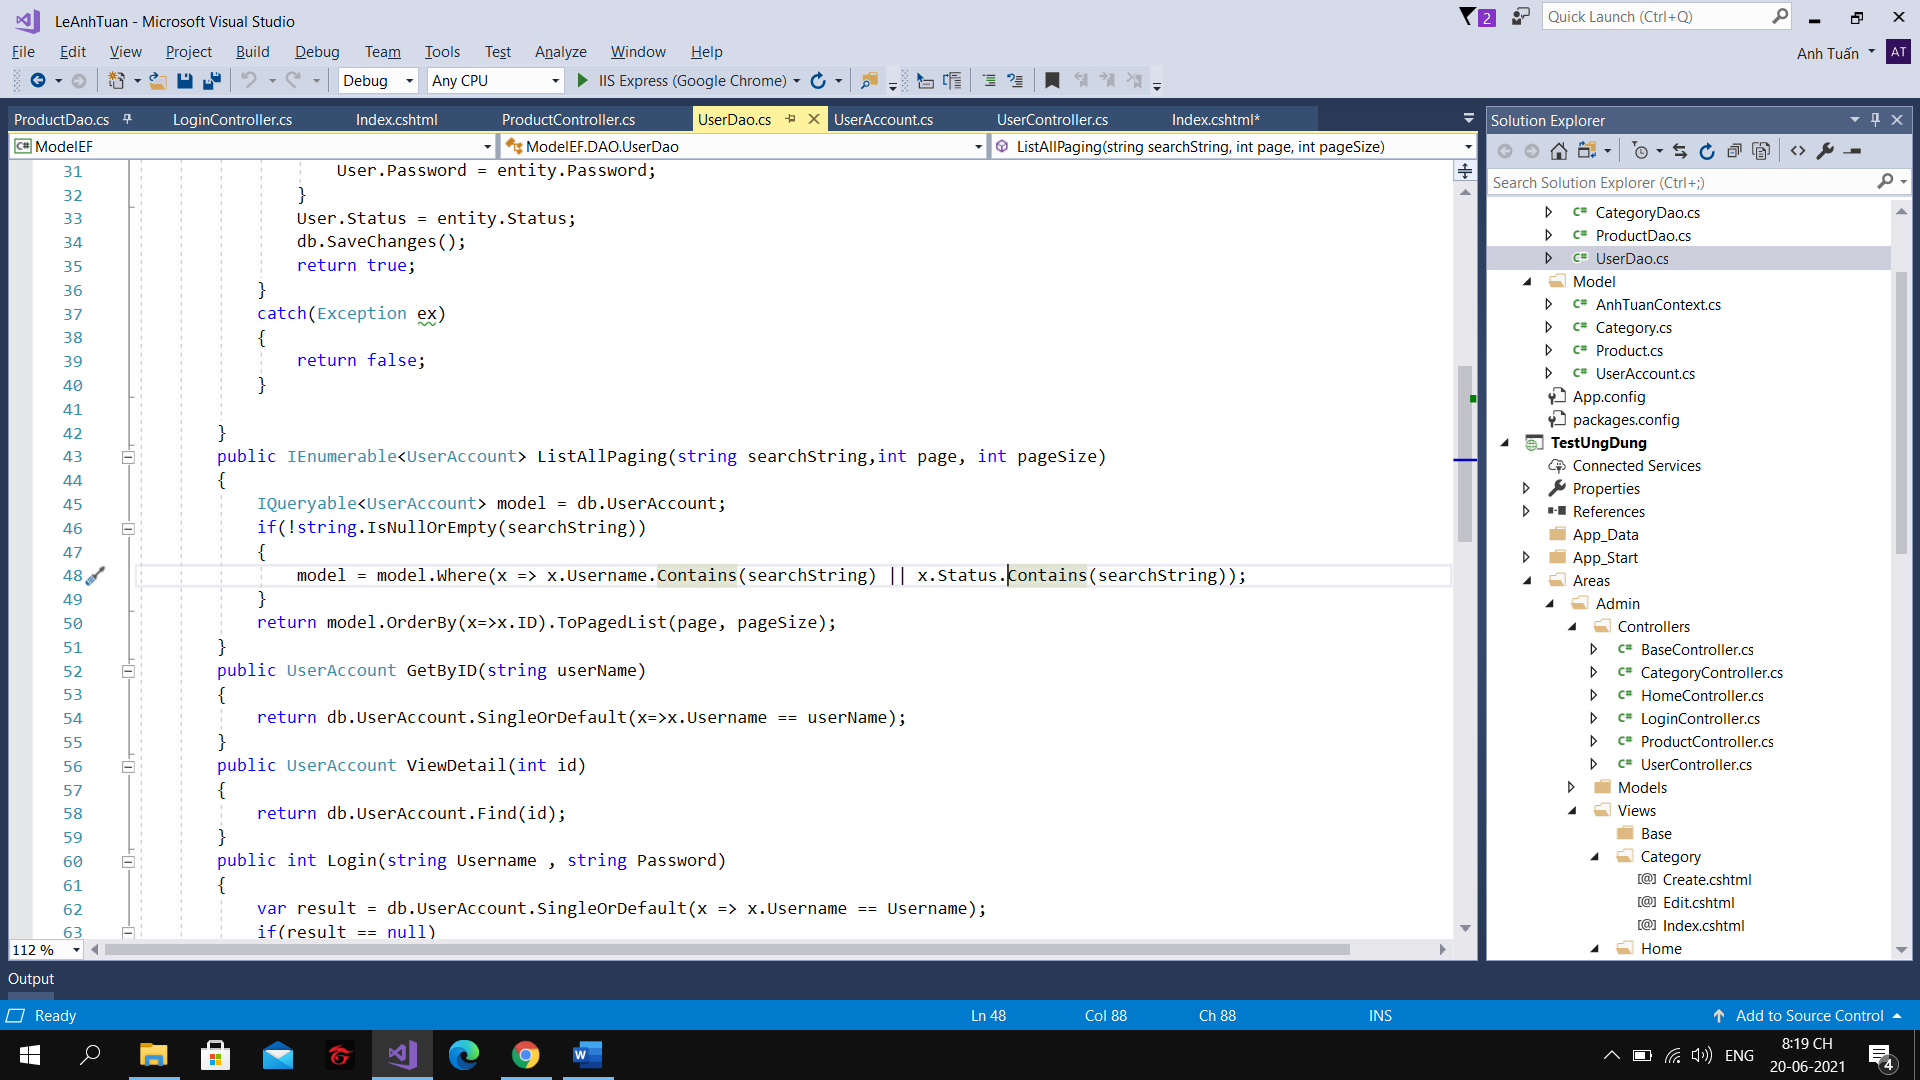 LeAnhTuan - Microsoft Visual Studio
2
Quick Launch (Ctrl+Q)
File Edit View Project Build Debug Team Tools Test Analyze Window Help
Anh Tuấn AT
Debug Any CPU IIS Express (Google Chrome)
ProductDao.cs LoginController.cs Index.cshtml ProductController.cs UserDao.cs UserAccount.cs UserController.cs Index.cshtml*
ModelEF ModelEF.DAO.UserDao ListAllPaging(string searchString, int page, int pageSize)
31 User.Password = entity.Password;
32 }
33 User.Status = entity.Status;
34 db.SaveChanges();
35 return true;
36 }
37 catch(Exception ex)
38 {
39 return false;
40 }
41
42 }
43 public IEnumerable<UserAccount> ListAllPaging(string searchString,int page, int pageSize)
44 {
45 IQueryable<UserAccount> model = db.UserAccount;
46 if(!string.IsNullOrEmpty(searchString))
47 {
48 model = model.Where(x => x.Username.Contains(searchString) || x.Status.Contains(searchString));
49 }
50 return model.OrderBy(x=>x.ID).ToPagedList(page, pageSize);
51 }
52 public UserAccount GetByID(string userName)
53 {
54 return db.UserAccount.SingleOrDefault(x=>x.Username == userName);
55 }
56 public UserAccount ViewDetail(int id)
57 {
58 return db.UserAccount.Find(id);
59 }
60 public int Login(string Username , string Password)
61 {
62 var result = db.UserAccount.SingleOrDefault(x => x.Username == Username);
63 if(result == null)
112 %
Solution Explorer
Search Solution Explorer (Ctrl+;)
C# CategoryDao.cs
C# ProductDao.cs
C# UserDao.cs
Model
C# AnhTuanContext.cs
C# Category.cs
C# Product.cs
C# UserAccount.cs
App.config
packages.config
TestUngDung
Connected Services
Properties
References
App_Data
App_Start
Areas
Admin
Controllers
C# BaseController.cs
C# CategoryController.cs
C# HomeController.cs
C# LoginController.cs
C# ProductController.cs
C# UserController.cs
Models
Views
Base
Category
[@] Create.cshtml
[@] Edit.cshtml
[@] Index.cshtml
Home
Output
Ready Ln 48 Col 88 Ch 88 INS Add to Source Control
ENG
8:19 CH
20-06-2021
4